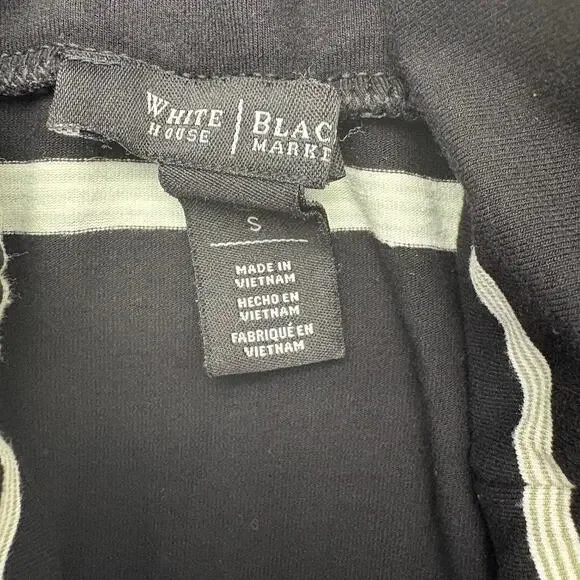 WHITE HOUSE | BLAC
MARKE
S
MADE IN
VIETNAM
HECHO EN
VIETNAM
FABRIQUÉ EN
VIETNAM